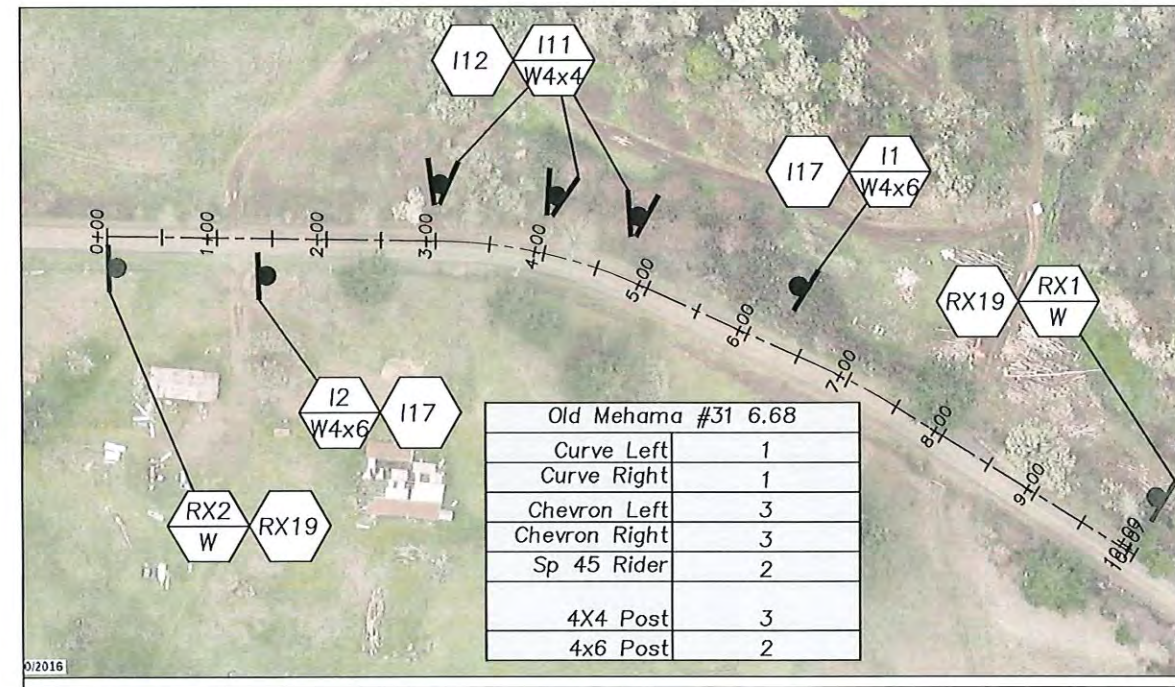 I12
I11
W4x4
I17
I1
W4x6
RX19
RX1
W
0+00
1+00
2+00
3+00
4+00
5+00
6+00
7+00
8+00
9+00
I2
W4x6
I17
RX2
W
RX19
Old Mehama #31 6.68
Curve Left 1
Curve Right 1
Chevron Left 3
Chevron Right 3
Sp 45 Rider 2
4X4 Post 3
4x6 Post 2
0/2016